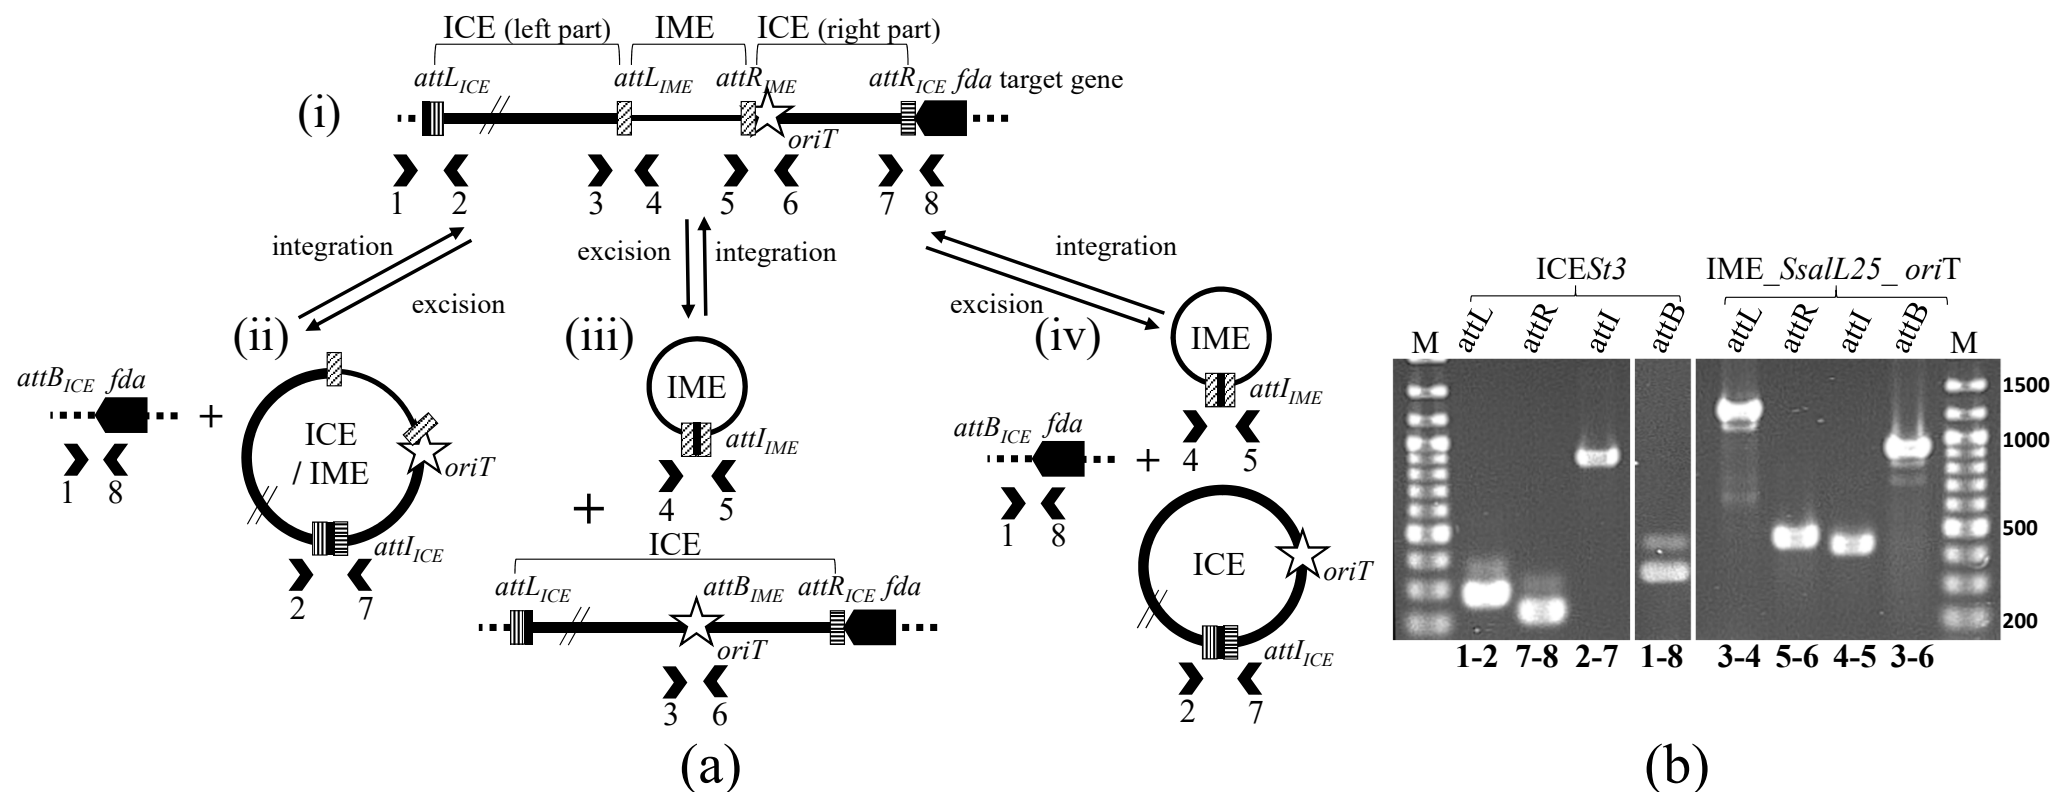 ICE (left part) IME ICE (right part)
attL_ICE attL_IME attR_IME attR_ICE fda target gene
(i)
oriT
1 2 3 4 5 6 7 8
integration
excision
excision
integration
integration
excision
(ii)
attB_ICE fda
+
1 8
ICE
/ IME
oriT
attI_ICE
2 7
(iii)
IME
attI_IME
4 5
+
ICE
attL_ICE attB_IME attR_ICE fda
oriT
3 6
(iv)
IME
attI_IME
4 5
attB_ICE fda
+
1 8
ICE
oriT
attI_ICE
2 7
(a)
ICESt3 IME_SsalL25_oriT
M attL attR attI attB attL attR attI attB M
1500
1000
500
200
1-2 7-8 2-7 1-8 3-4 5-6 4-5 3-6
(b)